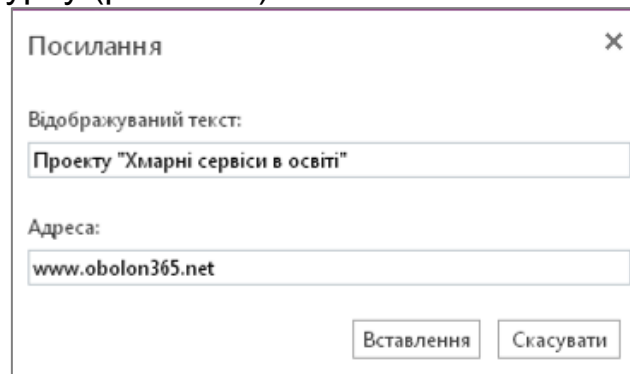 Посилання
Відображуваний текст:
Проекту "Хмарні сервіси в освіті"
Адреса:
www.obolon365.net
Вставлення Скасувати